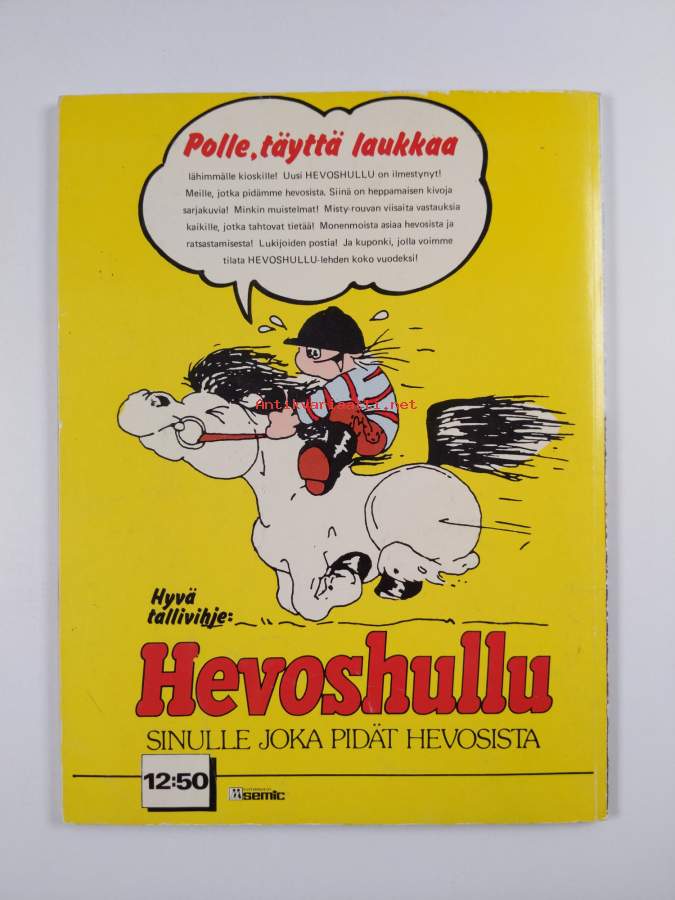 Polle, täyttä laukkaa
lähimmälle kioskille! Uusi HEVOSHULLU on ilmestynyt!
Meille, jotka pidämme hevosista. Siinä on heppamaisen kivoja
sarjakuvia! Minkin muistelmat! Misty-rouvan viisaita vastauksia
kaikille, jotka tahtovat tietää! Monenmoista asiaa hevosista ja
ratsastamisesta! Lukijoiden postia! Ja kuponki, jolla voimme
tilata HEVOSHULLU-lehden koko vuodeksi!
Antikvariaatti.net
Hyvä
tallivihje:
Hevoshullu
SINULLE JOKA PIDÄT HEVOSISTA
12:50
semic